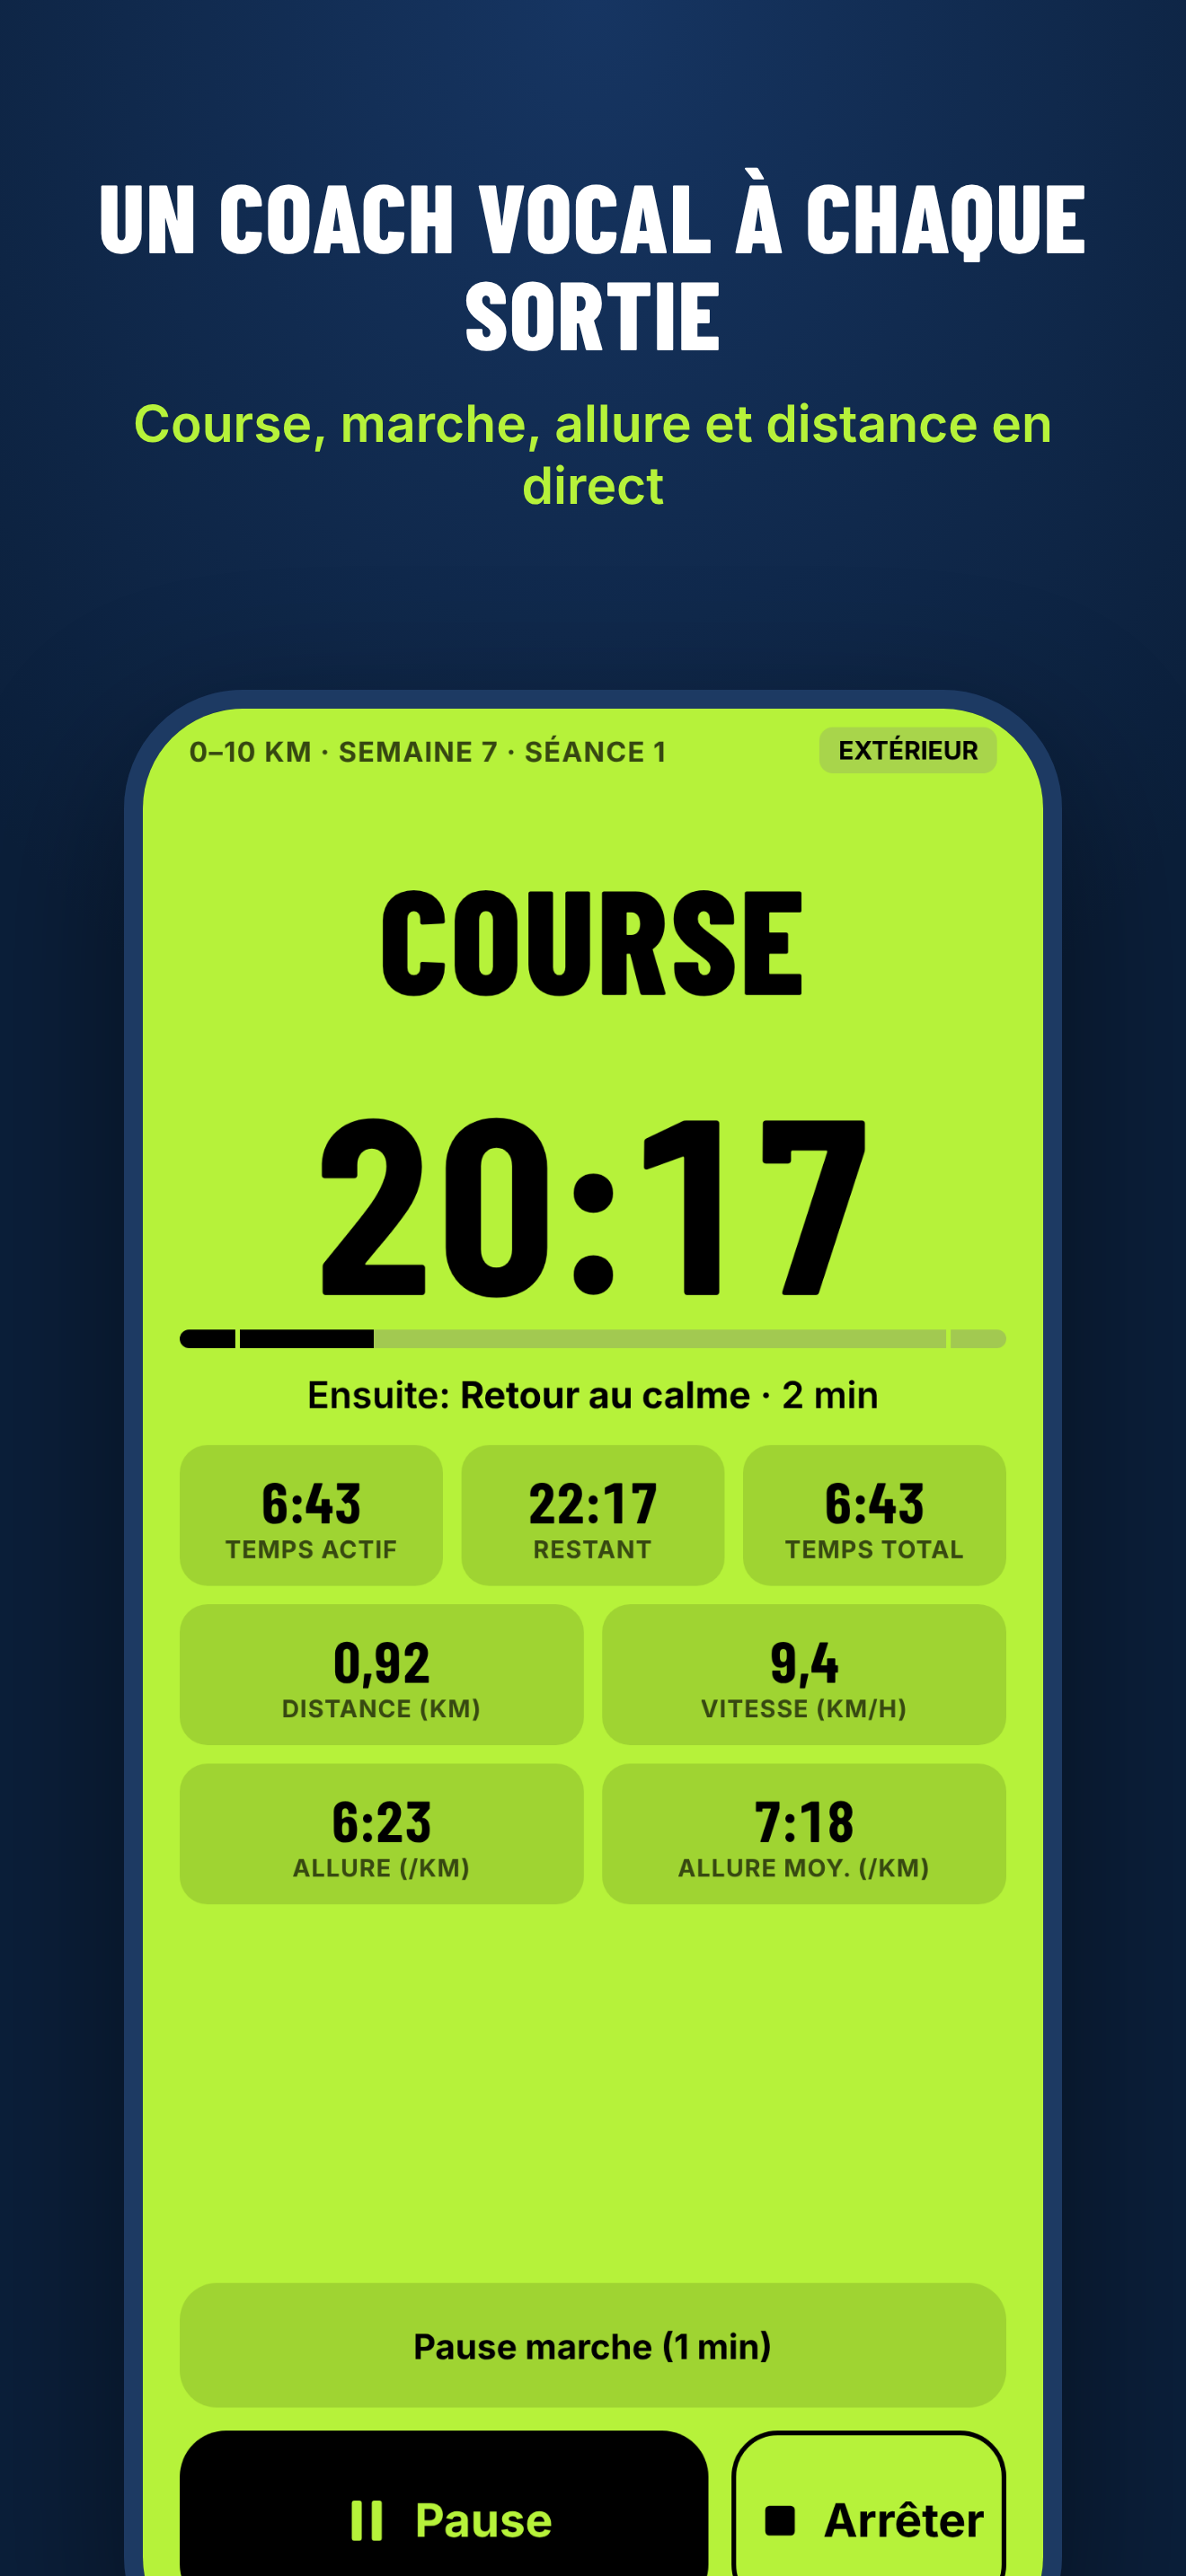 UN COACH VOCAL À CHAQUE
SORTIE
Course, marche, allure et distance en
direct
0–10 KM · SEMAINE 7 · SÉANCE 1
EXTÉRIEUR
COURSE
20:17
Ensuite: Retour au calme · 2 min
6:43
TEMPS ACTIF
22:17
RESTANT
6:43
TEMPS TOTAL
0,92
DISTANCE (KM)
9,4
VITESSE (KM/H)
6:23
ALLURE (/KM)
7:18
ALLURE MOY. (/KM)
Pause marche (1 min)
Pause
Arrêter